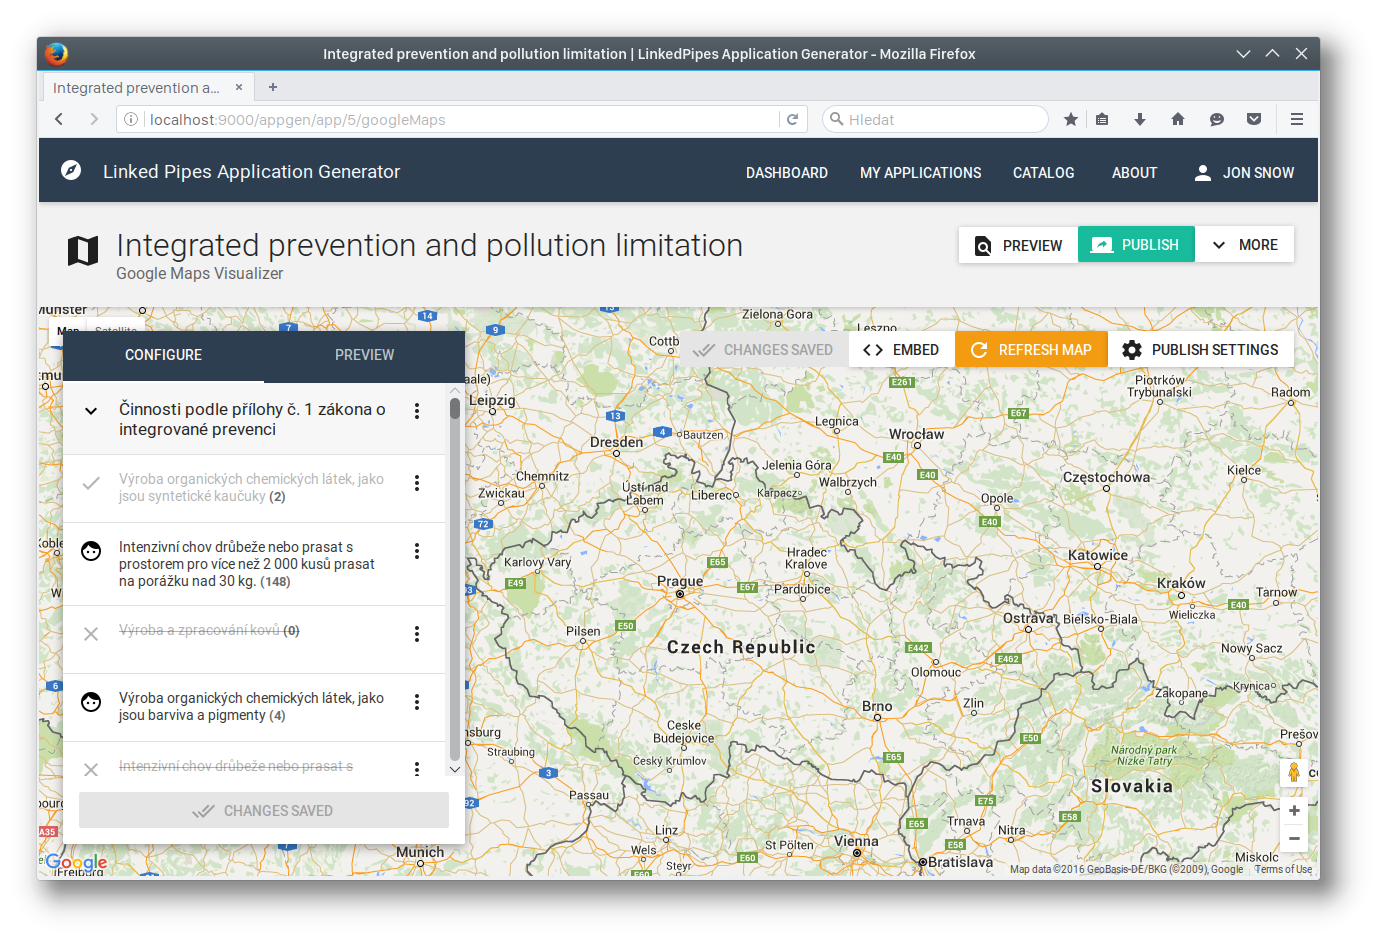 Integrated prevention and pollution limitation | LinkedPipes Application Generator - Mozilla Firefox
Integrated prevention a...
localhost:9000/appgen/app/5/googleMaps
Hledat
Linked Pipes Application Generator
DASHBOARD
MY APPLICATIONS
CATALOG
ABOUT
JON SNOW
Integrated prevention and pollution limitation
Google Maps Visualizer
PREVIEW
PUBLISH
MORE
CONFIGURE
PREVIEW
Činnosti podle přílohy č. 1 zákona o
integrované prevenci
Výroba organických chemických látek, jako
jsou syntetické kaučuky (2)
Intenzivní chov drůbeže nebo prasat s
prostorem pro více než 2 000 kusů prasat
na porážku nad 30 kg. (148)
Výroba a zpracování kovů (0)
Výroba organických chemických látek, jako
jsou barviva a pigmenty (4)
Intenzivní chov drůbeže nebo prasat s
CHANGES SAVED
CHANGES SAVED
EMBED
REFRESH MAP
PUBLISH SETTINGS
Zielona Gora
Leszno
14
7
9
E261
Piotrków
Trybunalski
Radom
Leipzig
13
E67
Legnica
Dresden
4
Bautzen
Wrocław
E40
Jelenia Góra
Kielce
Chemnitz
Wałbrzych
E40
Częstochowa
Zwickau
Ústí nad
Labem
Liberec
Karpacz
Opole
72
E40
Hradec
Kralove
Katowice
Karlovy Vary
E65
E49
Prague
E67
Pardubice
Kraków
Tarnow
E40
Wieliczka
Ostrava
Bielsko-Biala
Pilsen
E50
Czech Republic
E442
E462
Nowy Sacz
Olomouc
6
Zakopane
Krynica
Brno
Zlin
Ceske
Budejovice
E50
Straubing
Český Krumlov
E65
Národný park
Nízke Tatry
3
Slovakia
Passau
92
E75
E58
A35
Linz
E65
Trnava
Nitra
Wels
St Pölten
Vienna
E58
Munich
Steyr
E60
Bratislava
Miskolc
Google
Map data ©2016 GeoBasis-DE/BKG (©2009), Google
Terms of Use